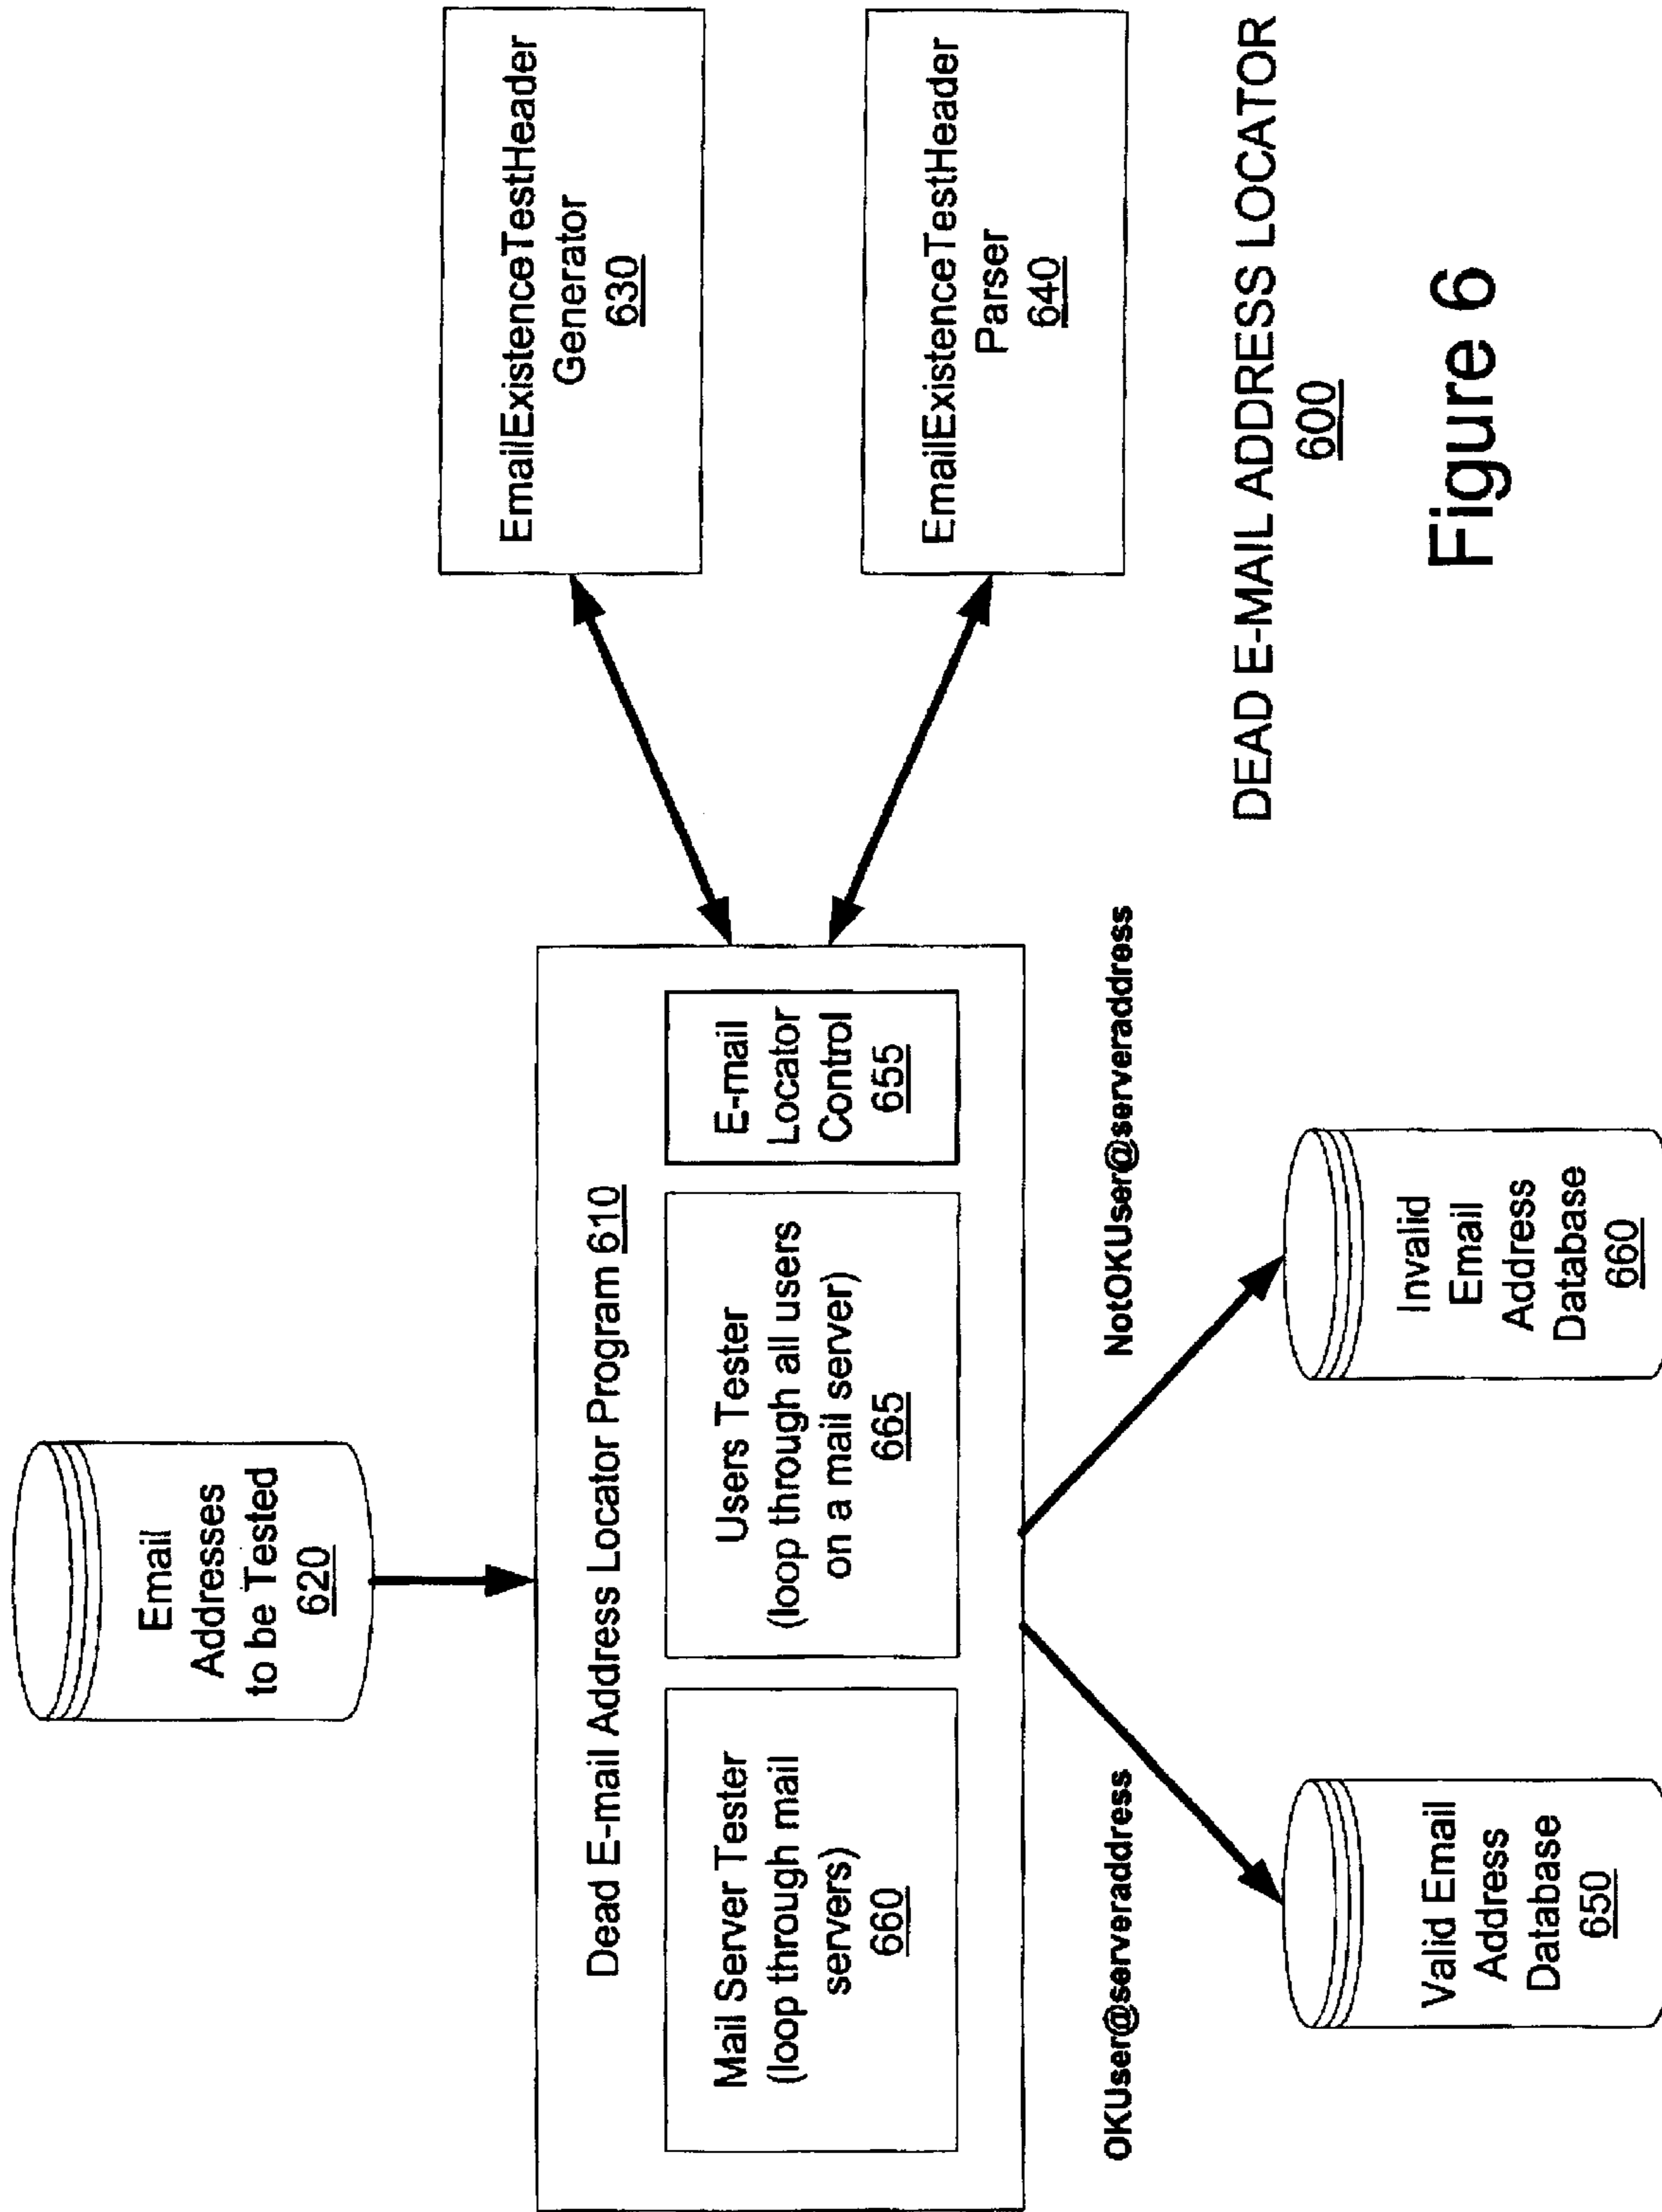 Email
Addresses
to be Tested
620
Dead E-mail Address Locator Program 610
Mail Server Tester
(loop through mail
servers)
660
Users Tester
(loop through all users
on a mail server)
665
E-mail
Locator
Control
655
EmailExistenceTestHeader
Generator
630
EmailExistenceTestHeader
Parser
640
OKUser@serveraddress
NotOKUser@serveraddress
Valid Email
Address
Database
650
Invalid
Email
Address
Database
660
DEAD E-MAIL ADDRESS LOCATOR
600
Figure 6